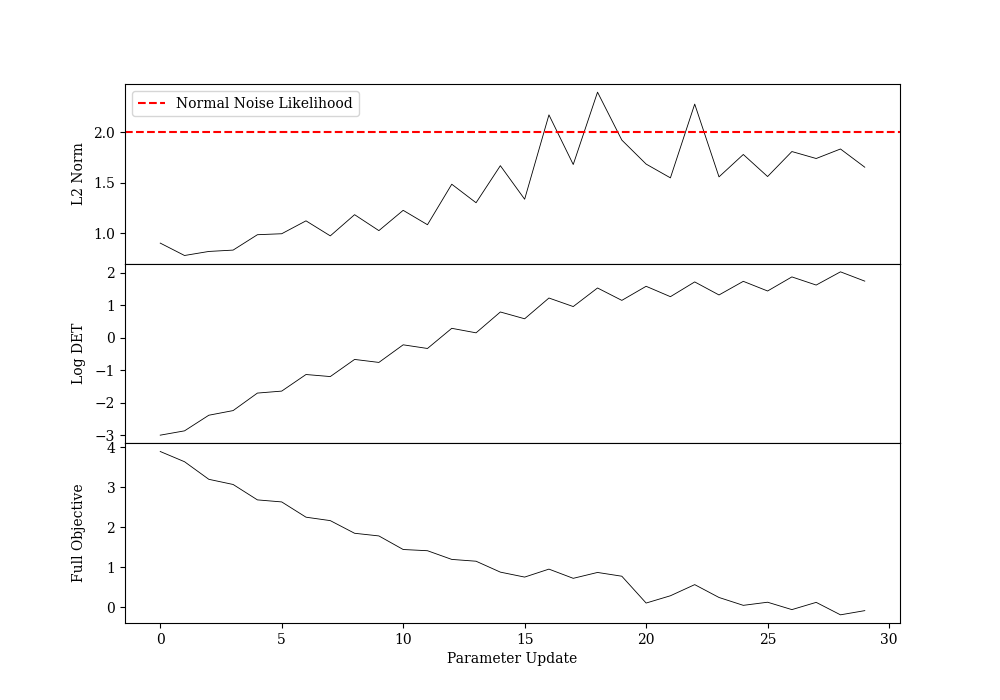 Normal Noise Likelihood
L2 Norm
2.0
1.5
1.0
Log DET
2
1
0
−1
−2
−3
Full Objective
4
3
2
1
0
0 5 10 15 20 25 30
Parameter Update